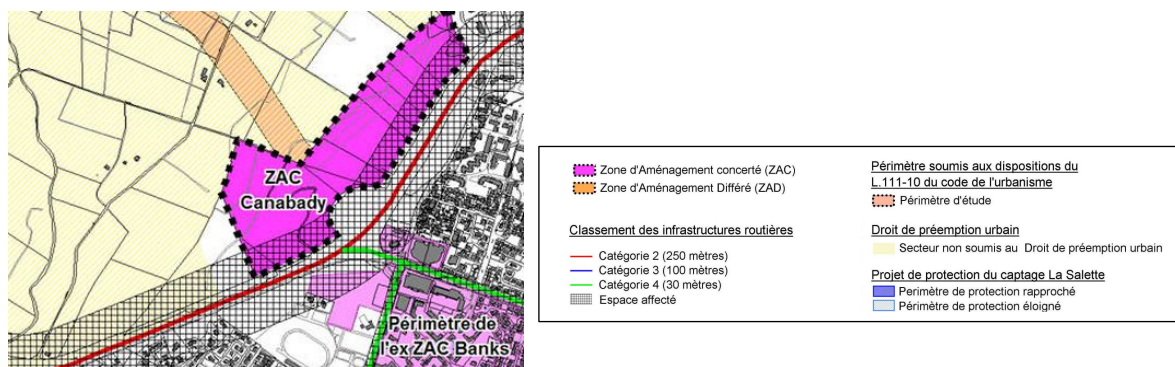 ZAC
Canabady
Périmètre de
l'ex ZAC Banks
Zone d'Aménagement concerté (ZAC)
Zone d'Aménagement Différé (ZAD)
Classement des infrastructures routières
Catégorie 2 (250 mètres)
Catégorie 3 (100 mètres)
Catégorie 4 (30 mètres)
Espace affecté
Périmètre soumis aux dispositions du
L.111-10 du code de l'urbanisme
Périmètre d'étude
Droit de préemption urbain
Secteur non soumis au Droit de préemption urbain
Projet de protection du captage La Salette
Perimètre de protection rapproché
Périmètre de protection éloigné